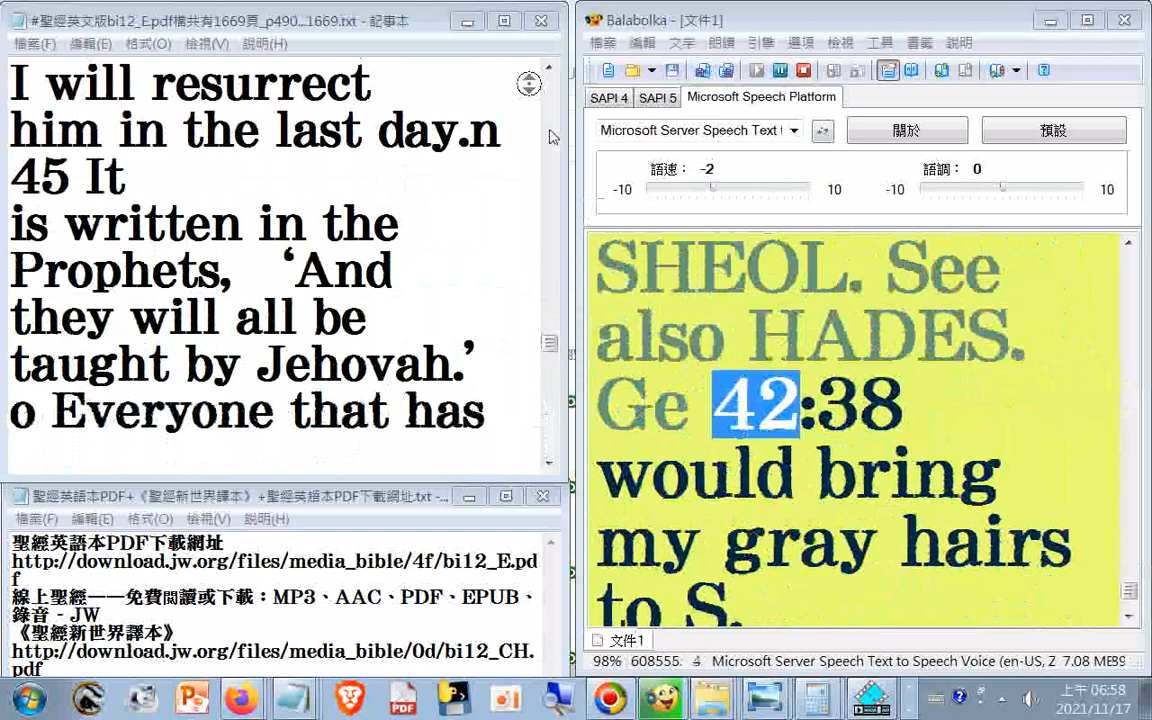 #聖經英文版bi12_E.pdf檔共有1669頁_p490...1669.txt - 記事本
檔案(F) 編輯(E) 格式(O) 檢視(V) 說明(H)
I will resurrect
him in the last day.n
45 It
is written in the
Prophets, ‘And
they will all be
taught by Jehovah.’
o Everyone that has
聖經英語本PDF+《聖經新世界譯本》+聖經英語本PDF下載網址.txt - ...
檔案(F) 編輯(E) 格式(O) 檢視(V) 說明(H)
聖經英語本PDF下載網址
http://download.jw.org/files/media_bible/4f/bi12_E.pd
f
線上聖經——免費閱讀或下載：MP3、AAC、PDF、EPUB、
錄音 - JW
《聖經新世界譯本》
http://download.jw.org/files/media_bible/0d/bi12_CH.
pdf
Balabolka - [文件1]
檔案 編輯 文字 朗讀 引擎 選項 檢視 工具 書籤 說明
SAPI 4 SAPI 5 Microsoft Speech Platform
Microsoft Server Speech Text 關於 預設
語速： -2 語調： 0
-10 10 -10 10
SHEOL. See
also HADES.
Ge 42:38
would bring
my gray hairs
to S.
文件1
98% 608555. 4 Microsoft Server Speech Text to Speech Voice (en-US, Z 7.08 MB
上午 06:58
2021/11/17